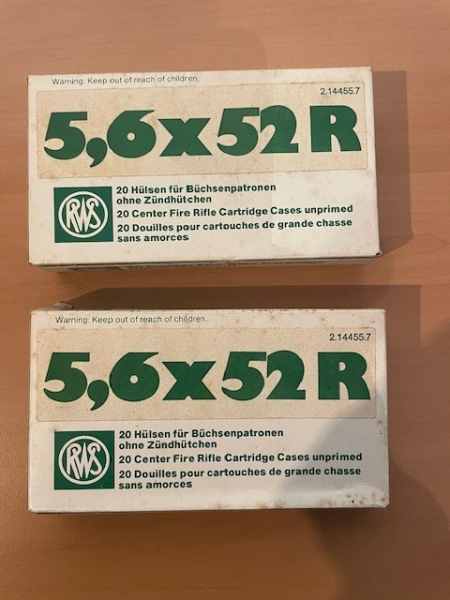 Warning: Keep out of reach of children.
2.14455.7
5,6x52R
RWS
20 Hülsen für Büchsenpatronen
ohne Zündhütchen
20 Center Fire Rifle Cartridge Cases unprimed
20 Douilles pour cartouches de grande chasse
sans amorces
Warning: Keep out of reach of children.
2.14455.7
5,6x52R
RWS
20 Hülsen für Büchsenpatronen
ohne Zündhütchen
20 Center Fire Rifle Cartridge Cases unprimed
20 Douilles pour cartouches de grande chasse
sans amorces